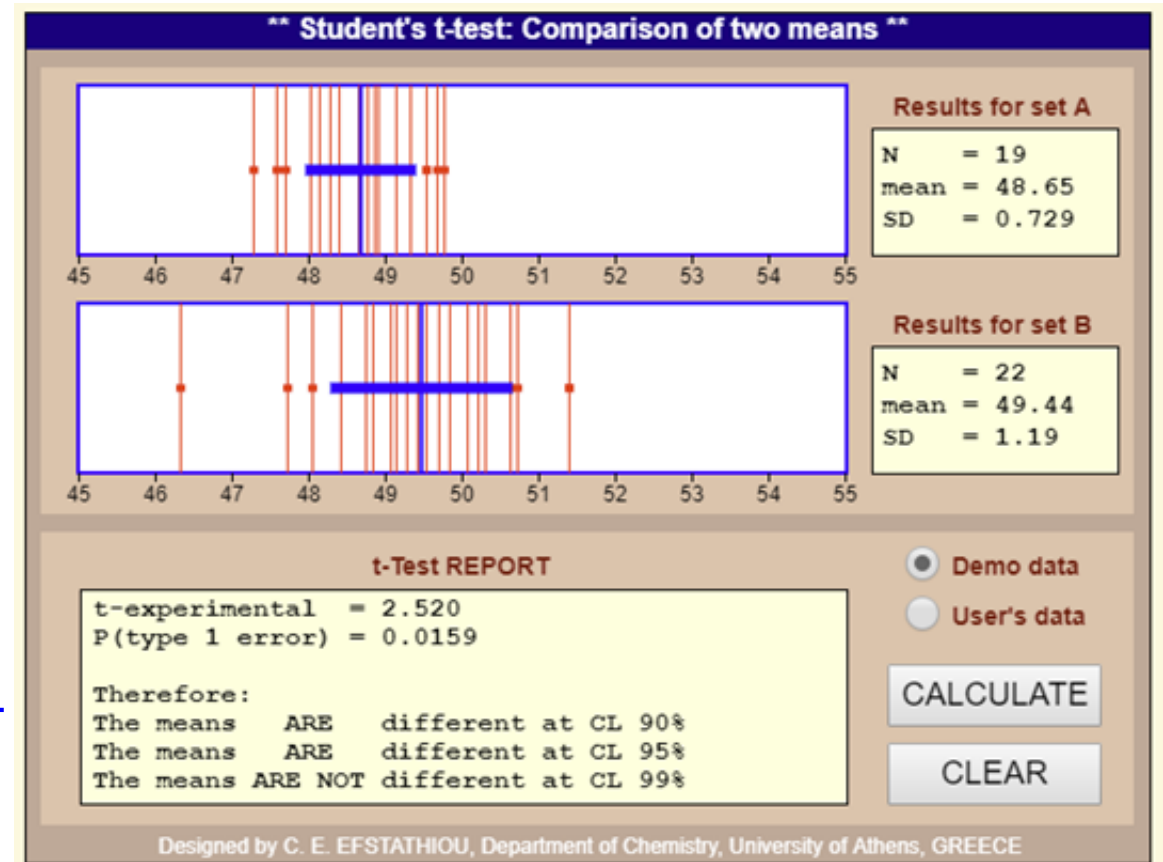 ** Student's t-test: Comparison of two means **
Results for set A
N = 19
mean = 48.65
SD = 0.729
45 46 47 48 49 50 51 52 53 54 55
Results for set B
N = 22
mean = 49.44
SD = 1.19
45 46 47 48 49 50 51 52 53 54 55
t-Test REPORT
t-experimental = 2.520
P(type 1 error) = 0.0159
Therefore:
The means ARE different at CL 90%
The means ARE different at CL 95%
The means ARE NOT different at CL 99%
Demo data
User's data
CALCULATE
CLEAR
Designed by C. E. EFSTATHIOU, Department of Chemistry, University of Athens, GREECE